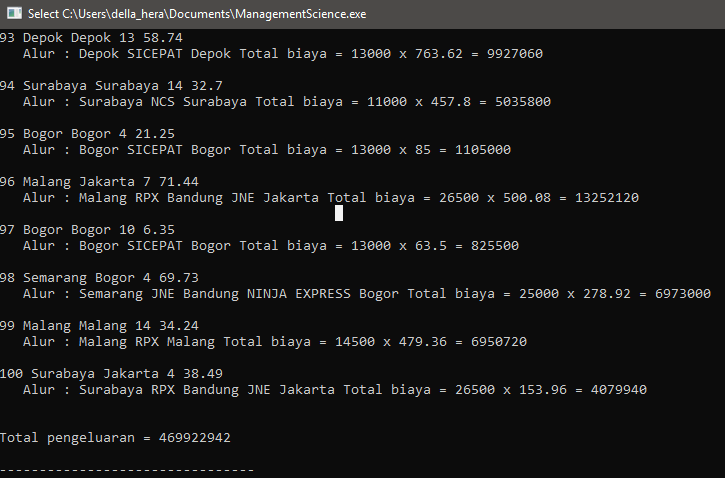 Select C:\Users\della_hera\Documents\ManagementScience.exe
93 Depok Depok 13 58.74
Alur : Depok SICEPAT Depok Total biaya = 13000 x 763.62 = 9927060
94 Surabaya Surabaya 14 32.7
Alur : Surabaya NCS Surabaya Total biaya = 11000 x 457.8 = 5035800
95 Bogor Bogor 4 21.25
Alur : Bogor SICEPAT Bogor Total biaya = 13000 x 85 = 1105000
96 Malang Jakarta 7 71.44
Alur : Malang RPX Bandung JNE Jakarta Total biaya = 26500 x 500.08 = 13252120
97 Bogor Bogor 10 6.35
Alur : Bogor SICEPAT Bogor Total biaya = 13000 x 63.5 = 825500
98 Semarang Bogor 4 69.73
Alur : Semarang JNE Bandung NINJA EXPRESS Bogor Total biaya = 25000 x 278.92 = 6973000
99 Malang Malang 14 34.24
Alur : Malang RPX Malang Total biaya = 14500 x 479.36 = 6950720
100 Surabaya Jakarta 4 38.49
Alur : Surabaya RPX Bandung JNE Jakarta Total biaya = 26500 x 153.96 = 4079940
Total pengeluaran = 469922942
--------------------------------